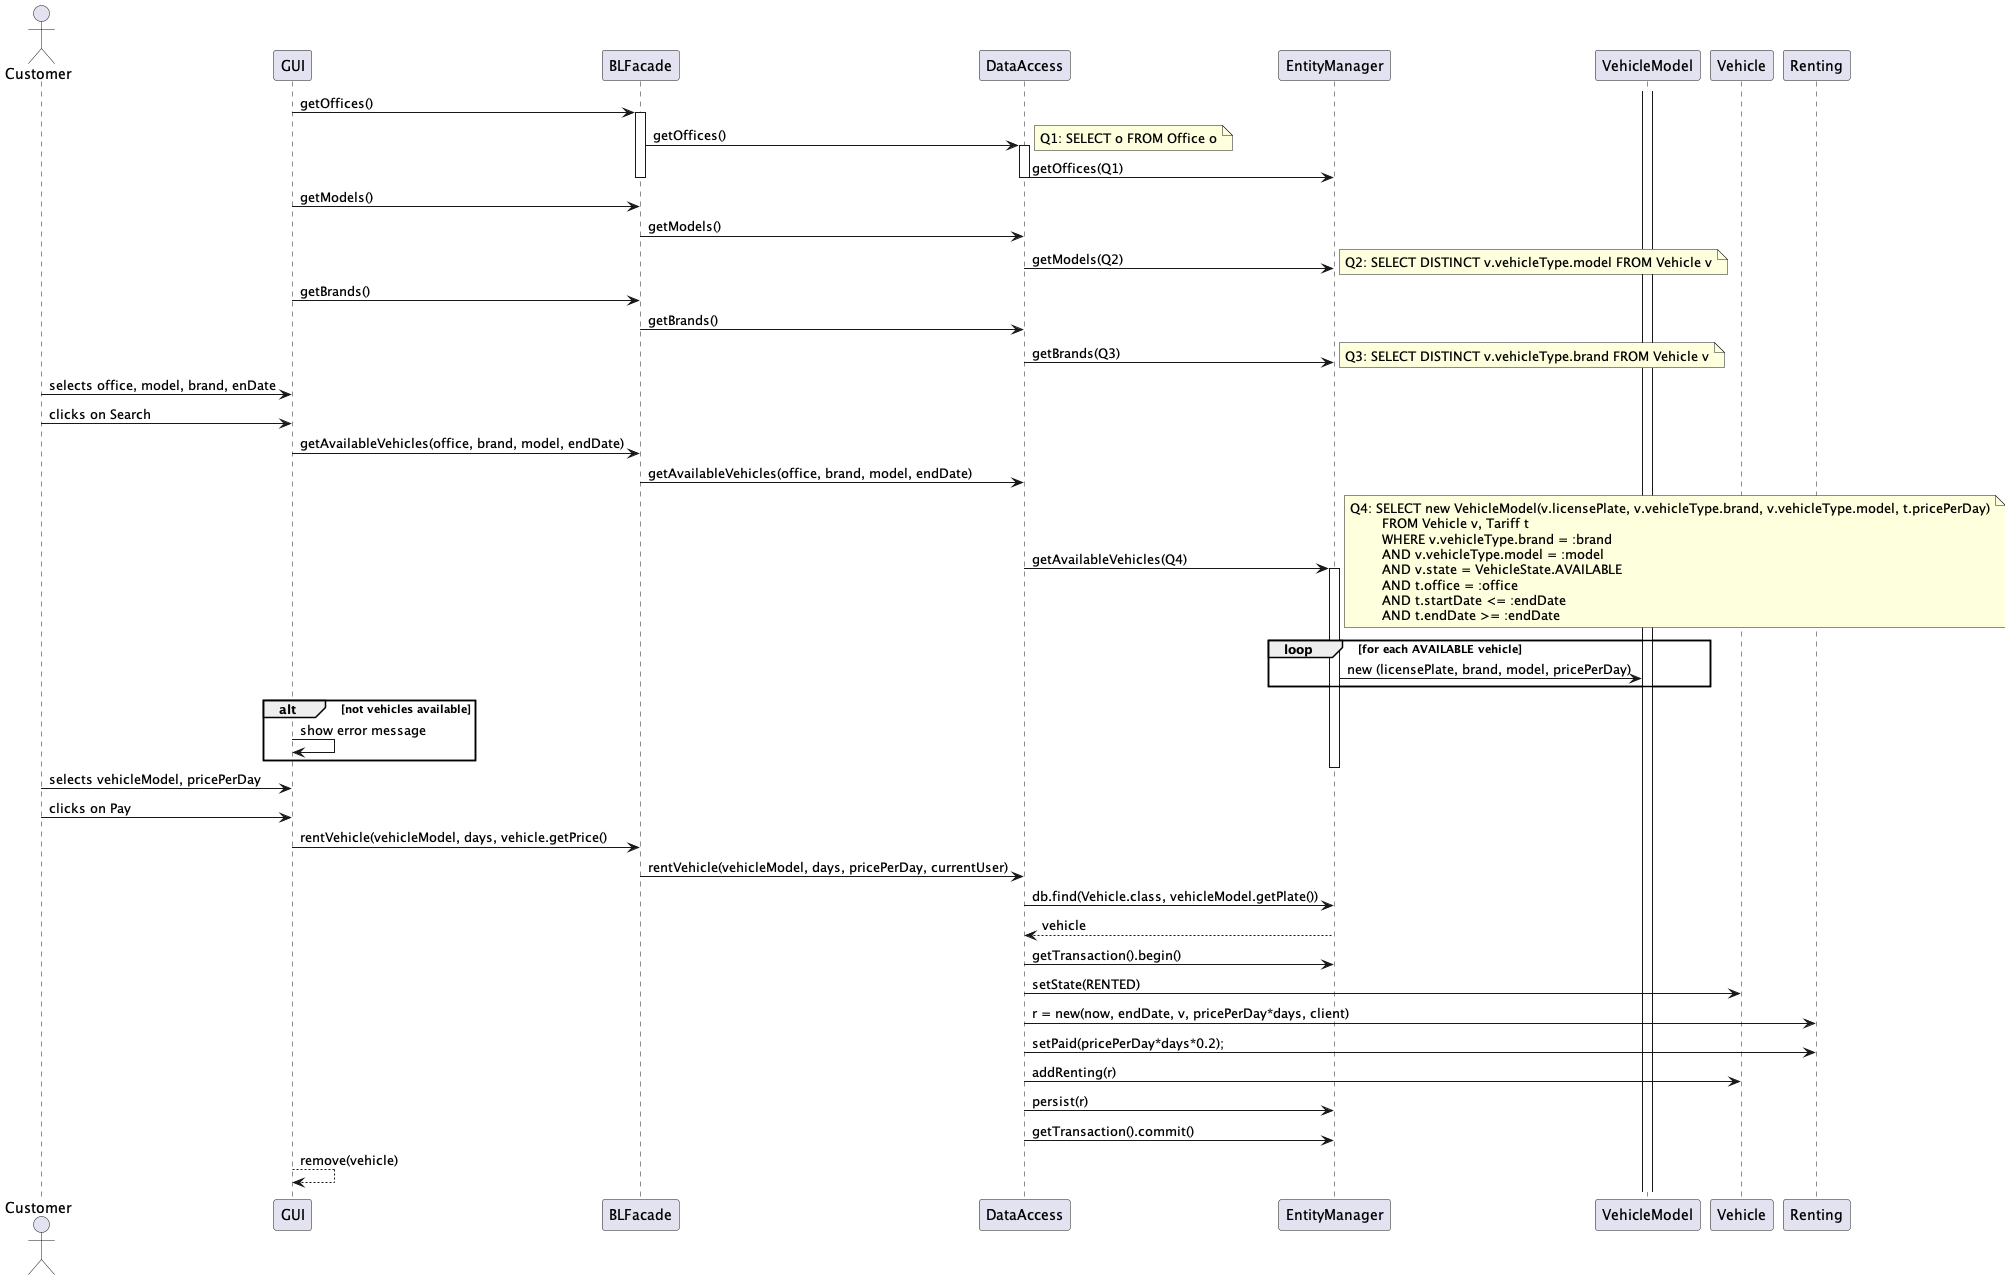 Customer
GUI
BLFacade
DataAccess
EntityManager
VehicleModel
Vehicle
Renting
getOffices()
getOffices()
Q1: SELECT o FROM Office o
getOffices(Q1)
getModels()
getModels()
getModels(Q2)
Q2: SELECT DISTINCT v.vehicleType.model FROM Vehicle v
getBrands()
getBrands()
getBrands(Q3)
Q3: SELECT DISTINCT v.vehicleType.brand FROM Vehicle v
selects office, model, brand, enDate
clicks on Search
getAvailableVehicles(office, brand, model, endDate)
getAvailableVehicles(office, brand, model, endDate)
getAvailableVehicles(Q4)
Q4: SELECT new VehicleModel(v.licensePlate, v.vehicleType.brand, v.vehicleType.model, t.pricePerDay)
FROM Vehicle v, Tariff t
WHERE v.vehicleType.brand = :brand
AND v.vehicleType.model = :model
AND v.state = VehicleState.AVAILABLE
AND t.office = :office
AND t.startDate <= :endDate
AND t.endDate >= :endDate
loop [for each AVAILABLE vehicle]
new (licensePlate, brand, model, pricePerDay)
alt [not vehicles available]
show error message
selects vehicleModel, pricePerDay
clicks on Pay
rentVehicle(vehicleModel, days, vehicle.getPrice()
rentVehicle(vehicleModel, days, pricePerDay, currentUser)
db.find(Vehicle.class, vehicleModel.getPlate())
vehicle
getTransaction().begin()
setState(RENTED)
r = new(now, endDate, v, pricePerDay*days, client)
setPaid(pricePerDay*days*0.2);
addRenting(r)
persist(r)
getTransaction().commit()
remove(vehicle)
Customer
GUI
BLFacade
DataAccess
EntityManager
VehicleModel
Vehicle
Renting